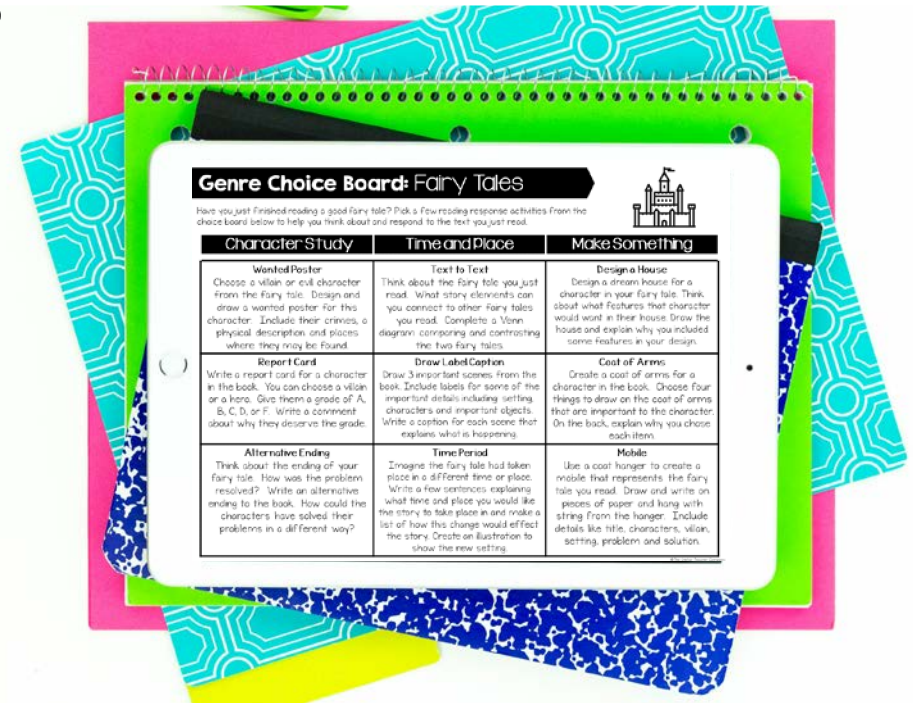 Genre Choice Board: Fairy Tales
Have you just finished reading a good fairy tale? Pick a few reading response activities from the
choice board below to help you think about and respond to the text you just read.
Character Study
Time and Place
Make Something
Wanted Poster
Choose a villain or evil character
from the fairy tale. Design and
draw a wanted poster for this
character. Include their crimes, a
physical description and places
where they may be found.
Text to Text
Think about the fairy tale you just
read. What story elements can
you connect to other fairy tales
you read. Complete a Venn
diagram comparing and contrasting
the two fairy tales.
Design a House
Design a dream house for a
character in your fairy tale. Think
about what features that character
would want in their house. Draw the
house and explain why you included
some features in your design.
Report Card
Write a report card for a character
in the book. You can choose a villain
or a hero. Give them a grade of A,
B, C, D, or F. Write a comment
about why they deserve the grade.
Draw Label Caption
Draw 3 important scenes from the
book. Include labels for some of the
important details including: setting,
characters and important objects.
Write a caption for each scene that
explains what is happening.
Coat of Arms
Create a coat of arms for a
character in the book. Choose four
things to draw on the coat of arms
that are important to the character.
On the back, explain why you chose
each item.
Alternative Ending
Think about the ending of your
fairy tale. How was the problem
resolved? Write an alternative
ending to the book. How could the
characters have solved their
problems in a different way?
Time Period
Imagine the fairy tale had taken
place in a different time or place.
Write a few sentences explaining
what time and place you would like
the story to take place in and make a
list of how this change would effect
the story. Create an illustration to
show the new setting.
Mobile
Use a coat hanger to create a
mobile that represents the fairy
tale you read. Draw and write on
pieces of paper and hang with
string from the hanger. Include
details like title, characters, villain,
setting, problem and solution.